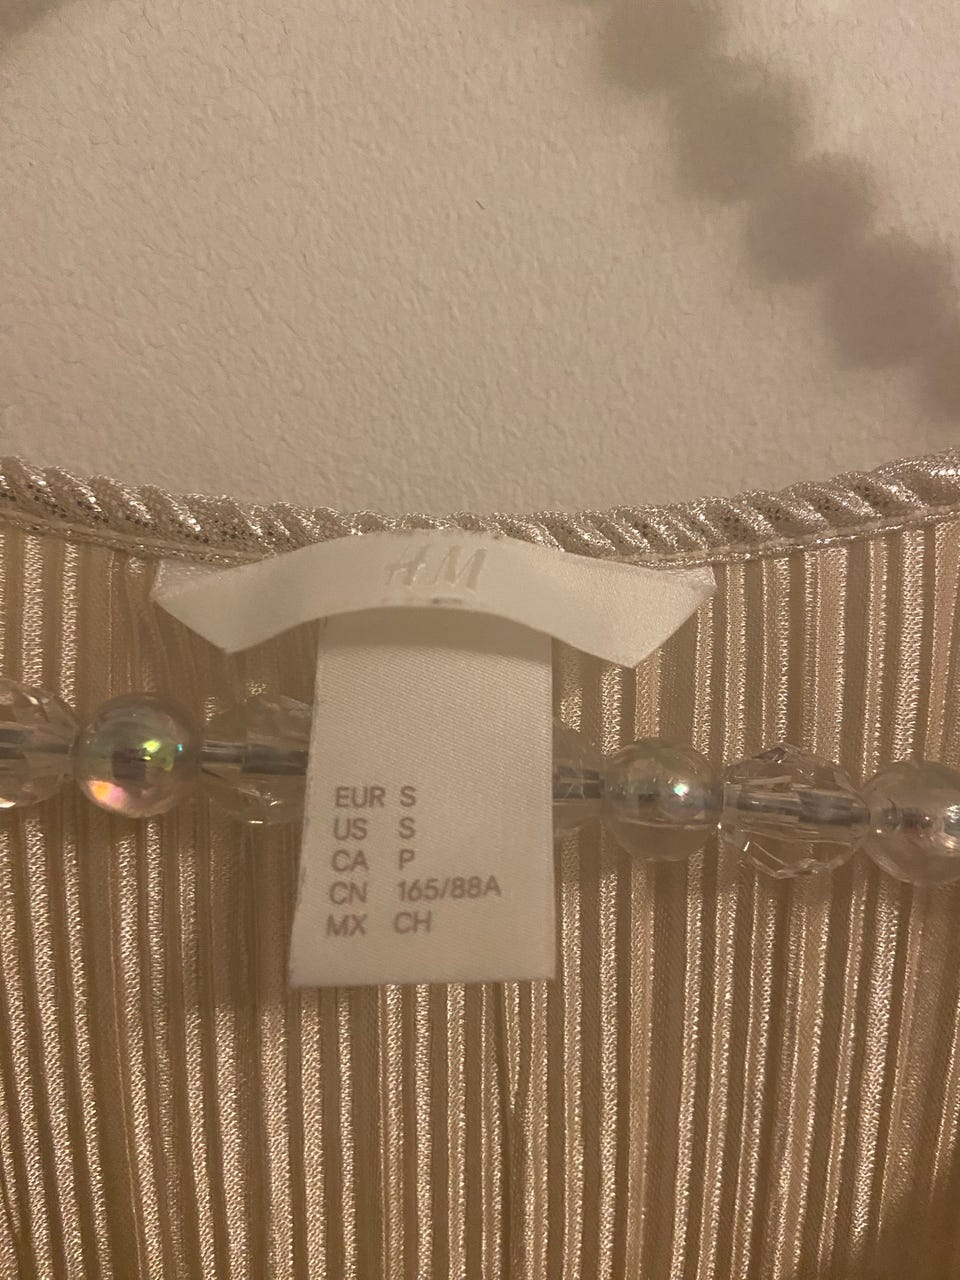 H&M
EUR S
US S
CA P
CN 165/88A
MX CH